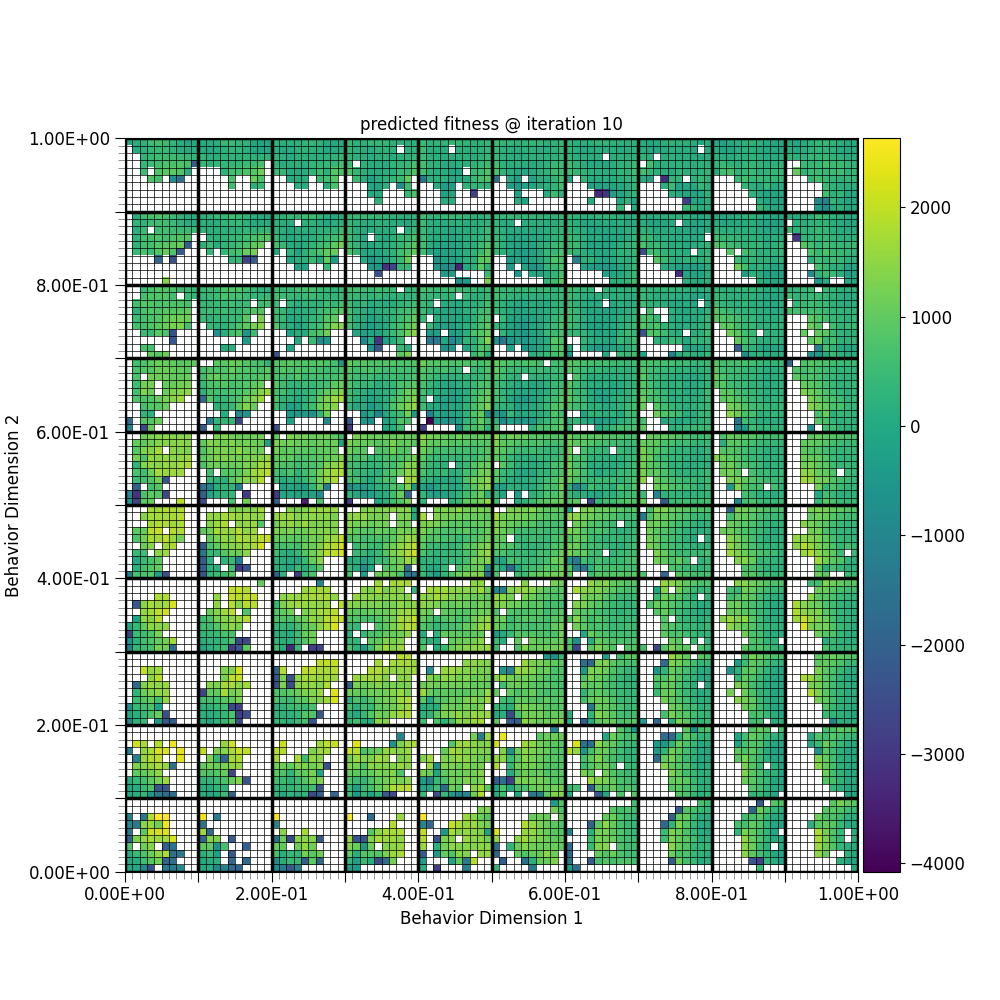 predicted fitness @ iteration 10
1.00E+00
8.00E-01
6.00E-01
4.00E-01
2.00E-01
0.00E+00
Behavior Dimension 2
0.00E+00 2.00E-01 4.00E-01 6.00E-01 8.00E-01 1.00E+00
Behavior Dimension 1
2000
1000
0
−1000
−2000
−3000
−4000